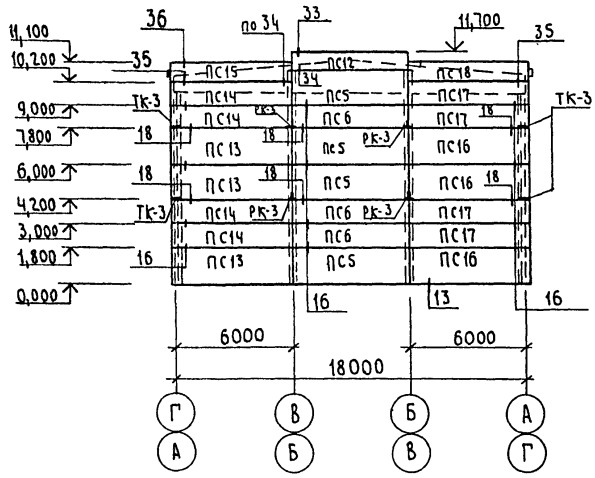 36 по 34 33 11,700 35
11,100
10,200 35 ПС15 ПС12 ПС18
34
ТК-3 ПС14 РК-3 ПС5 ПС17 18 ТК-3
9,000
ПС14 ПС6 ПС17
7,800 18 18 РК-3
ПС13 ПС5 ПС16
6,000
18 ПС13 18 ПС5 ПС16 18
4,200
ТК-3 ПС14 РК-3 ПС6 РК-3 ПС17
3,000
ПС14 ПС6 ПС17
1,800 16 ПС13 ПС5 ПС16
0,000 16 13 16
6000 6000
18000
Г В Б А
А Б В Г